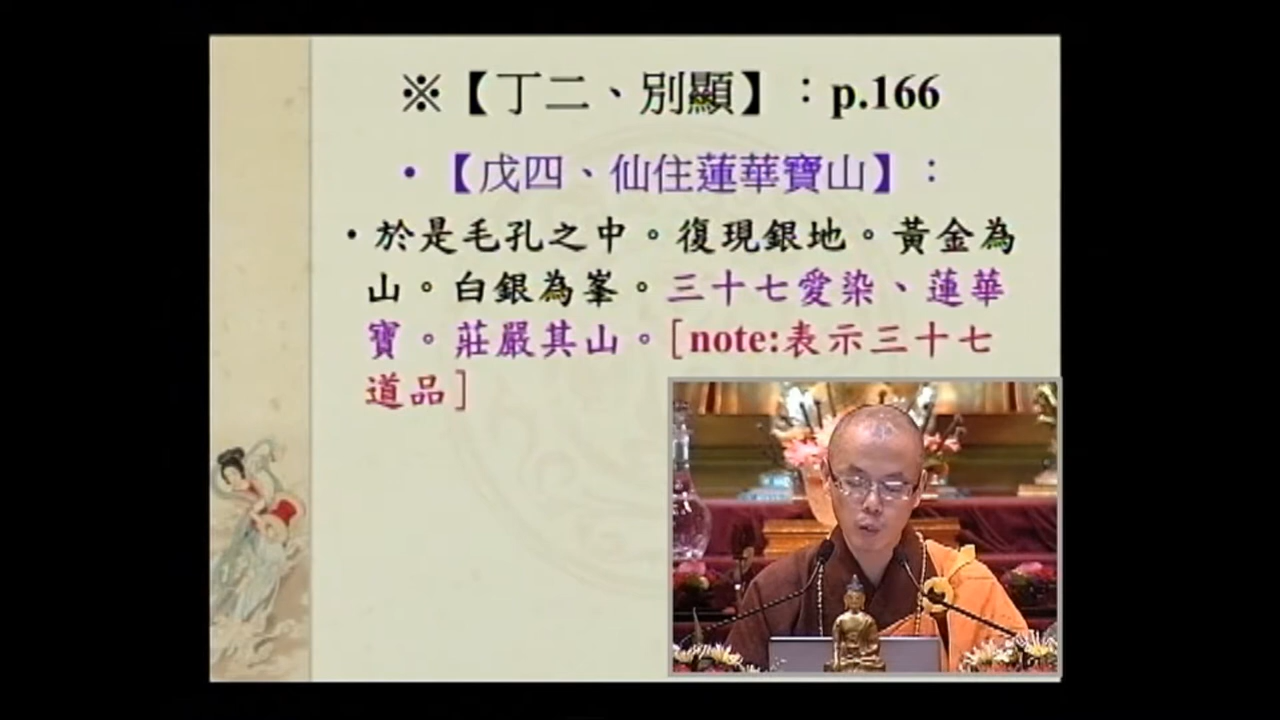 ※【丁二、別顯】：p.166
•【戊四、仙住蓮華寶山】：
•於是毛孔之中。復現銀地。黃金為
山。白銀為峯。三十七愛染、蓮華
寶。莊嚴其山。[note:表示三十七
道品]